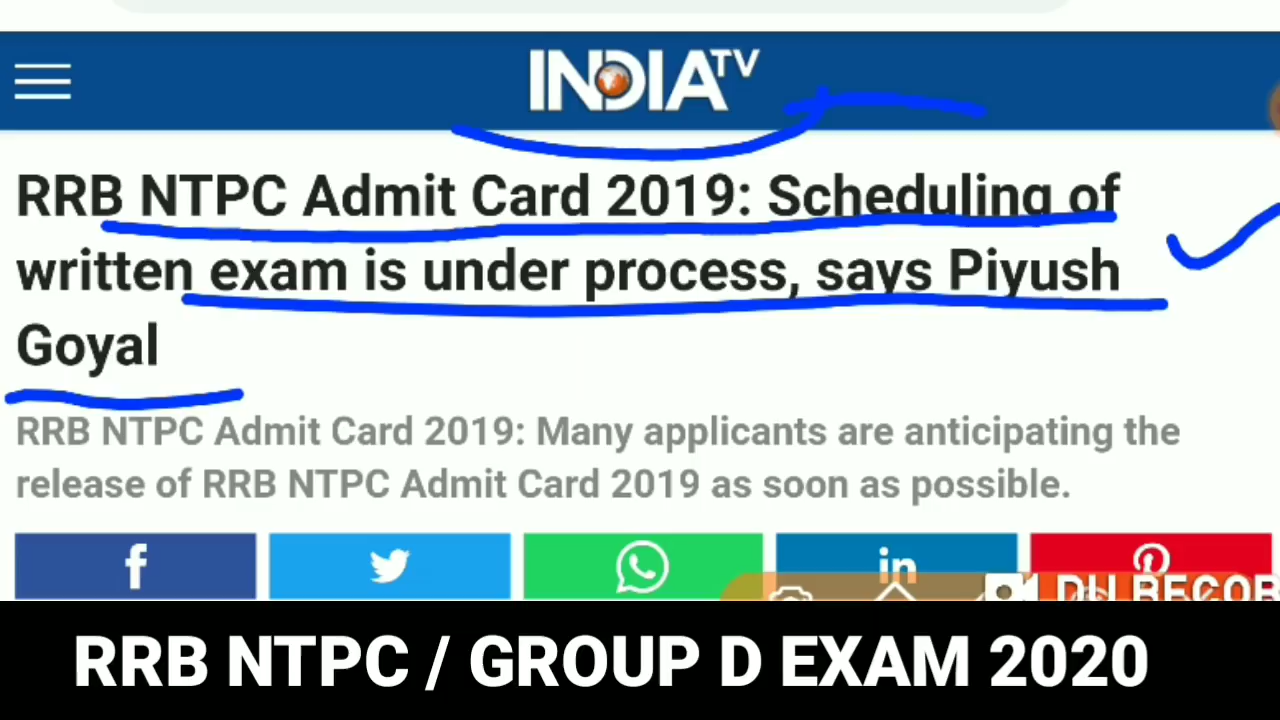 INDIA TV
RRB NTPC Admit Card 2019: Scheduling of
written exam is under process, says Piyush
Goyal
RRB NTPC Admit Card 2019: Many applicants are anticipating the
release of RRB NTPC Admit Card 2019 as soon as possible.
f
in
DU RECOR
RRB NTPC / GROUP D EXAM 2020